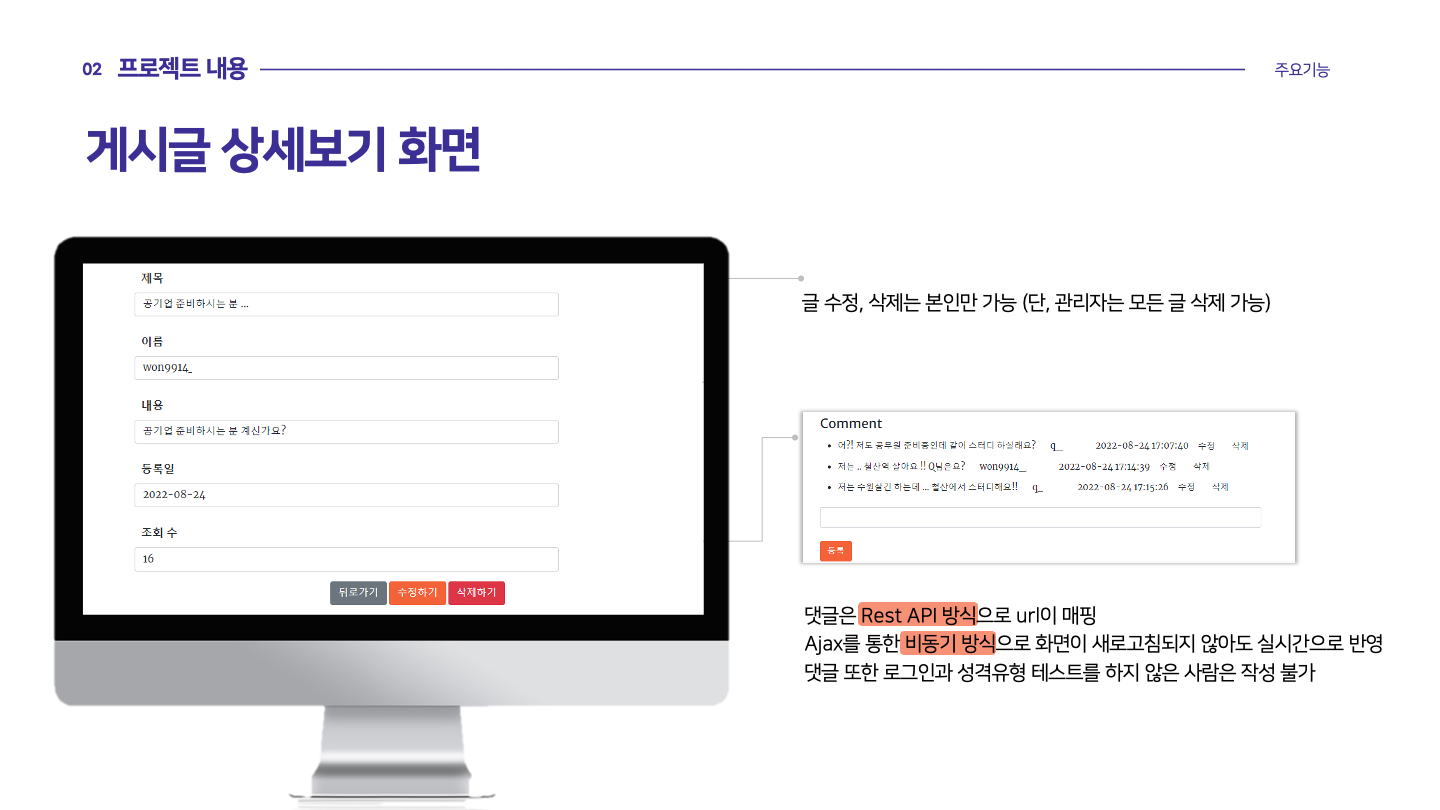 02 프로젝트 내용 주요기능
게시글 상세보기 화면
제목
공기업 준비하시는 분 ...
이름
won9914_
내용
공기업 준비하시는 분 계신가요?
등록일
2022-08-24
조회 수
16
뒤로가기 수정하기 삭제하기
글 수정, 삭제는 본인만 가능 (단, 관리자는 모든 글 삭제 가능)
Comment
어?! 저도 공무원 준비중인데 같이 스터디 하실래요? q_ 2022-08-24 17:07:40 수정 삭제
저는 .. 철산역 살아요 !! Q님은요? won9914_ 2022-08-24 17:14:39 수정 삭제
저는 수원살긴 하는데 ... 철산에서 스터디해요!! q_ 2022-08-24 17:15:26 수정 삭제
등록
댓글은 Rest API 방식으로 url이 매핑
Ajax를 통한 비동기 방식으로 화면이 새로고침되지 않아도 실시간으로 반영
댓글 또한 로그인과 성격유형 테스트를 하지 않은 사람은 작성 불가